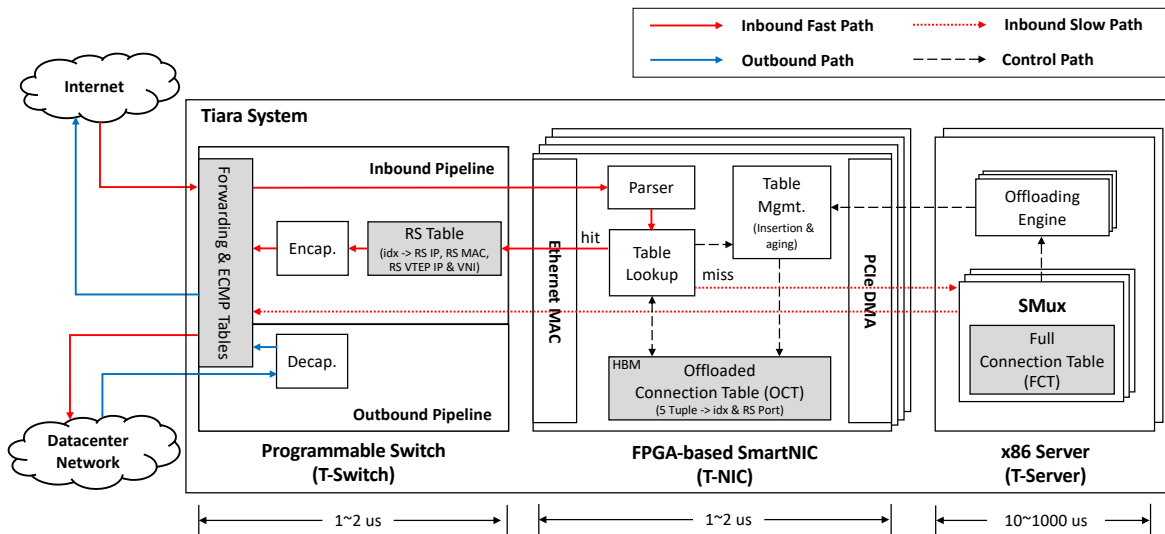 Inbound Fast Path
Inbound Slow Path
Outbound Path
Control Path
Internet
Tiara System
Forwarding & ECMP Tables
Inbound Pipeline
Encap.
RS Table
(idx -> RS IP, RS MAC,
RS VTEP IP & VNI)
Decap.
Outbound Pipeline
Datacenter
Network
Programmable Switch
(T-Switch)
Ethernet MAC
Parser
Table
Lookup
hit
miss
Table
Mgmt.
(Insertion &
aging)
PCIe DMA
HBM
Offloaded
Connection Table (OCT)
(5 Tuple -> idx & RS Port)
FPGA-based SmartNIC
(T-NIC)
Offloading
Engine
SMux
Full
Connection Table
(FCT)
x86 Server
(T-Server)
1~2 us
1~2 us
10~1000 us